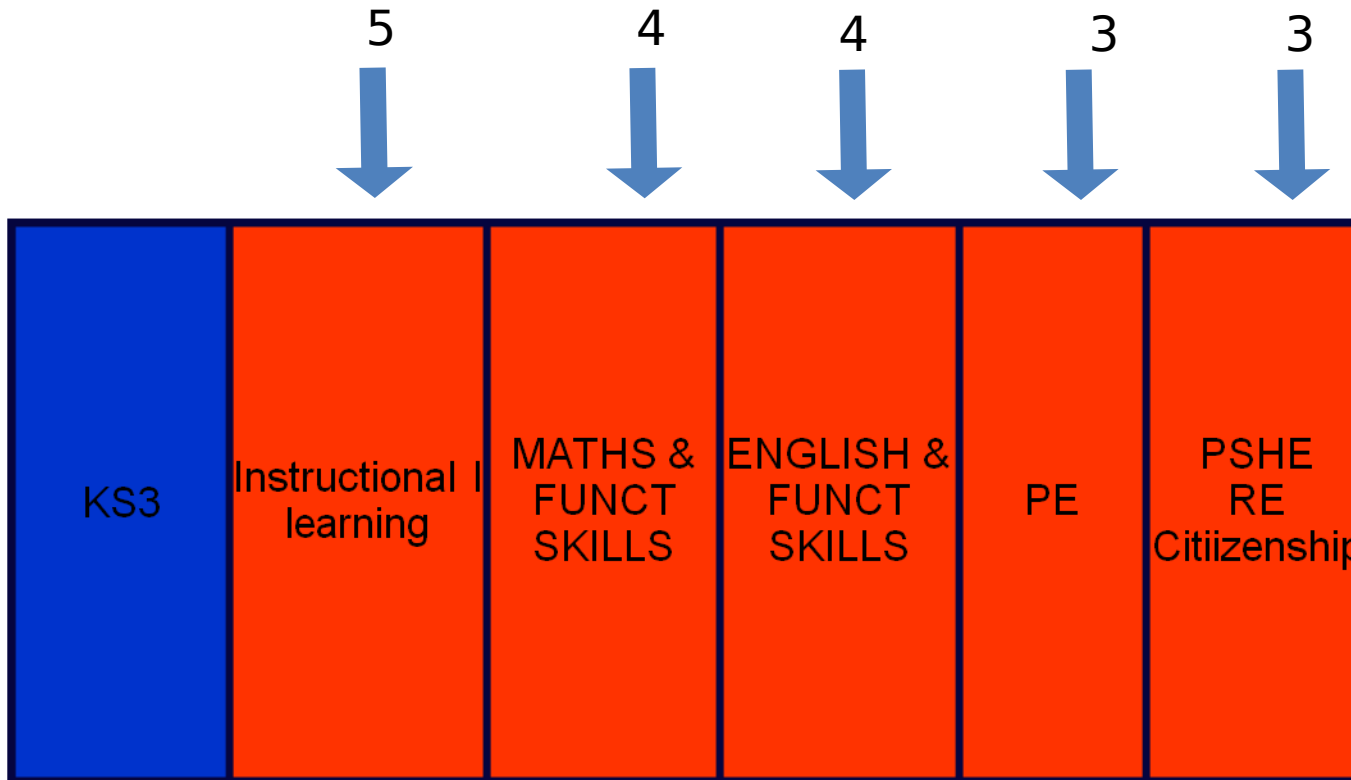 5 4 4 3 3
KS3
Instructional l
learning
MATHS &
FUNCT
SKILLS
ENGLISH &
FUNCT
SKILLS
PE
PSHE
RE
Citiizenship